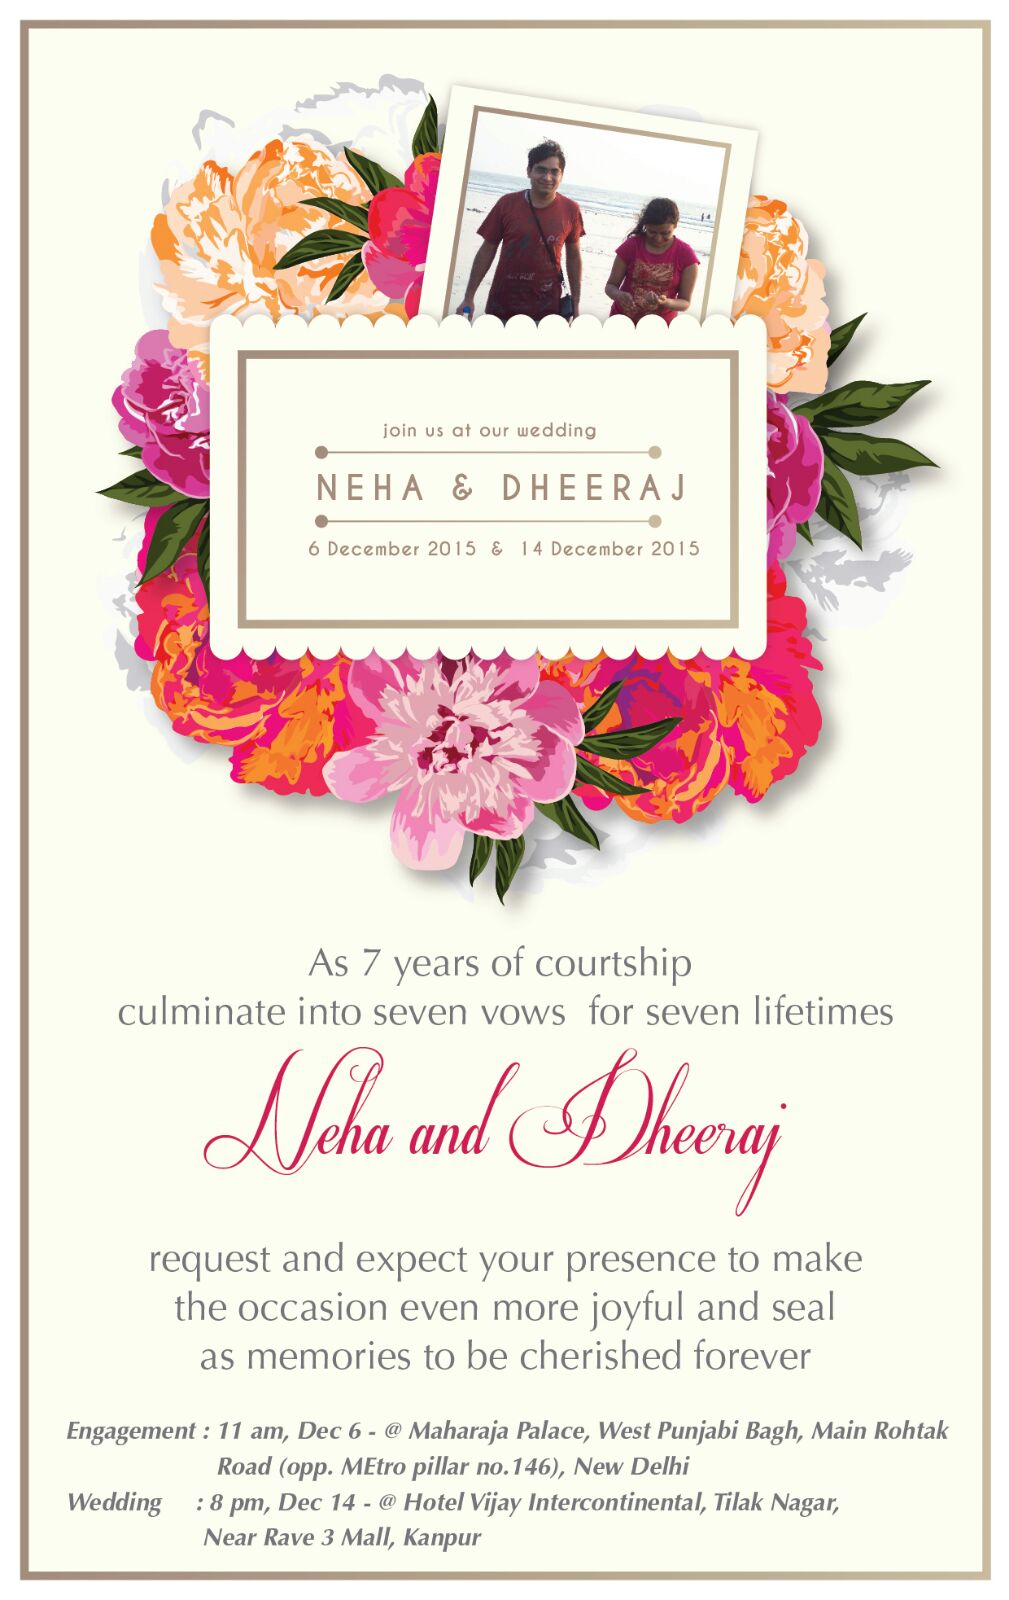 join us at our wedding
NEHA & DHEERAJ
6 December 2015 & 14 December 2015
As 7 years of courtship
culminate into seven vows for seven lifetimes
Neha and Dheeraj
request and expect your presence to make
the occasion even more joyful and seal
as memories to be cherished forever
Engagement : 11 am, Dec 6 - @ Maharaja Palace, West Punjabi Bagh, Main Rohtak
Road (opp. MEtro pillar no.146), New Delhi
Wedding : 8 pm, Dec 14 - @ Hotel Vijay Intercontinental, Tilak Nagar,
Near Rave 3 Mall, Kanpur